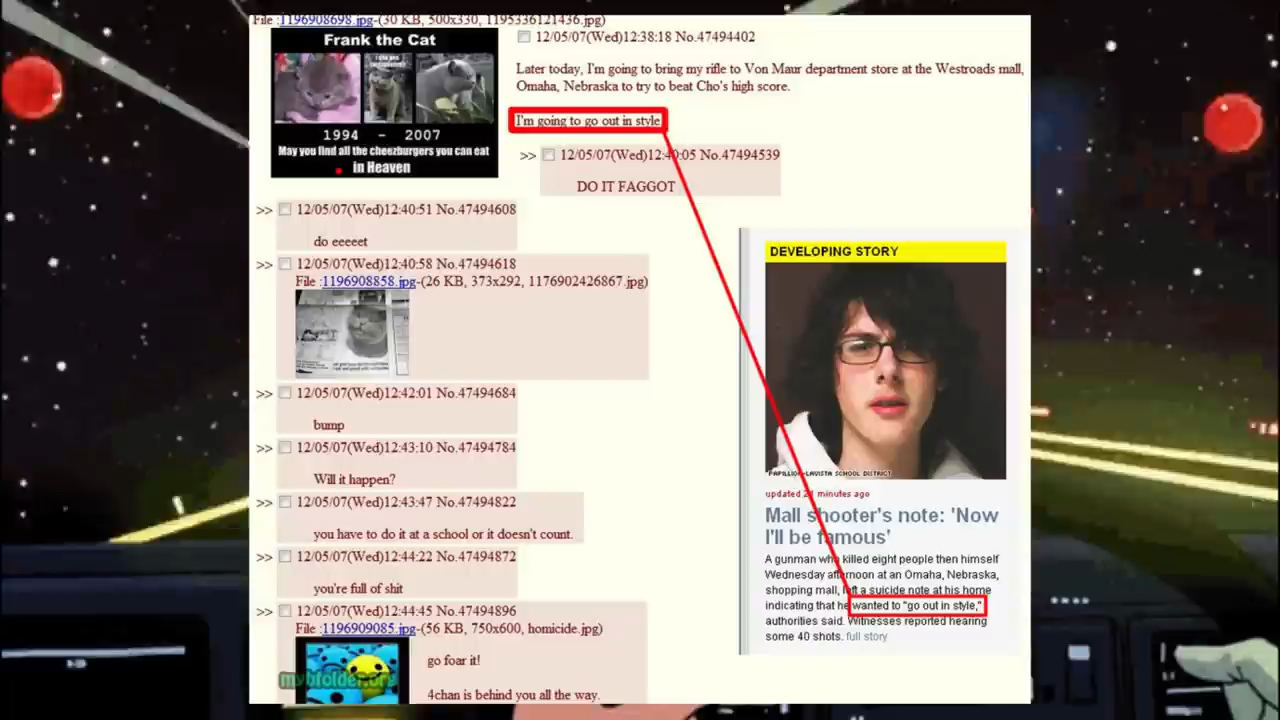 File :1196908698.jpg-(30 KB, 500x330, 1195336121436.jpg)
Frank the Cat
1994 - 2007
May you find all the cheezburgers you can eat
in Heaven
12/05/07(Wed)12:38:18 No.47494402
Later today, I'm going to bring my rifle to Von Maur department store at the Westroads mall,
Omaha, Nebraska to try to beat Cho's high score.
I'm going to go out in style
>> 12/05/07(Wed)12:40:05 No.47494539
DO IT FAGGOT
>> 12/05/07(Wed)12:40:51 No.47494608
do eeeeet
>> 12/05/07(Wed)12:40:58 No.47494618
File :1196908858.jpg-(26 KB, 373x292, 1176902426867.jpg)
>> 12/05/07(Wed)12:42:01 No.47494684
bump
>> 12/05/07(Wed)12:43:10 No.47494784
Will it happen?
>> 12/05/07(Wed)12:43:47 No.47494822
you have to do it at a school or it doesn't count.
>> 12/05/07(Wed)12:44:22 No.47494872
you're full of shit
>> 12/05/07(Wed)12:44:45 No.47494896
File :1196909085.jpg-(56 KB, 750x600, homicide.jpg)
go foar it!
4chan is behind you all the way.
mybfolder.org
DEVELOPING STORY
PAPILLION-LAVISTA SCHOOL DISTRICT
updated 21 minutes ago
Mall shooter's note: 'Now
I'll be famous'
A gunman who killed eight people then himself
Wednesday afternoon at an Omaha, Nebraska,
shopping mall, left a suicide note at his home
indicating that he wanted to "go out in style,"
authorities said. Witnesses reported hearing
some 40 shots. full story